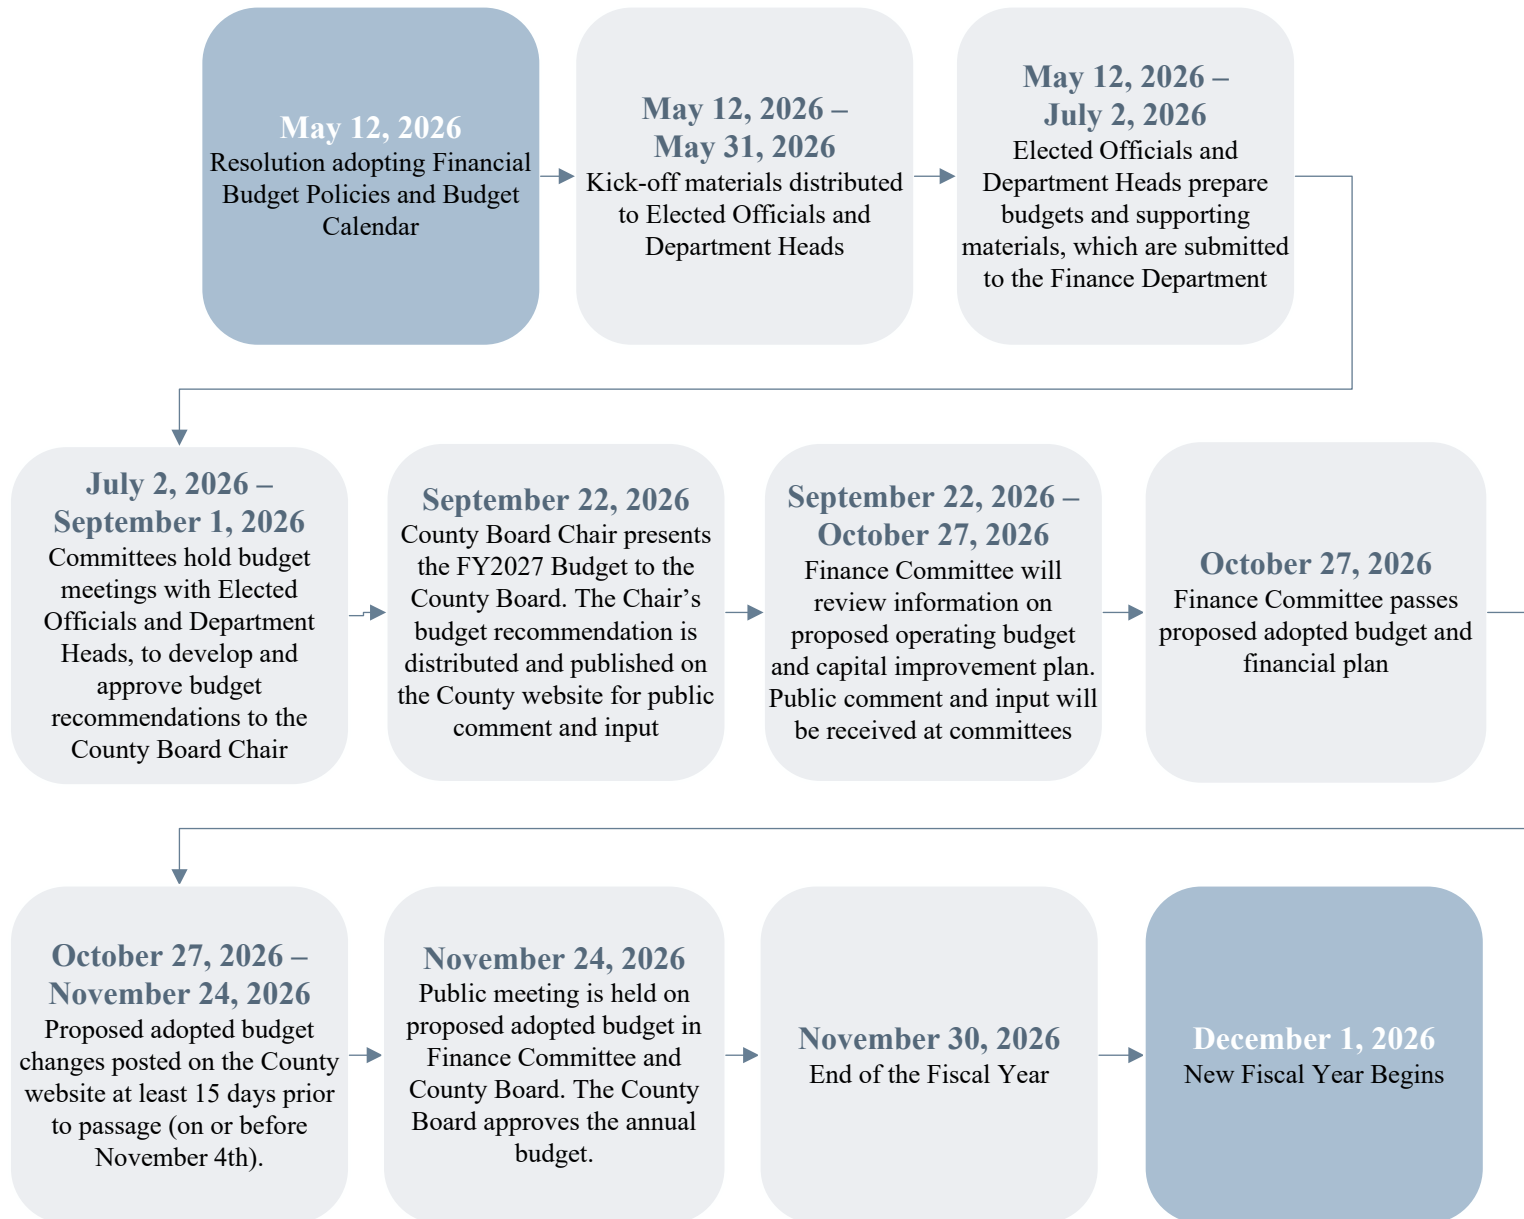 May 12, 2026
Resolution adopting Financial
Budget Policies and Budget
Calendar
May 12, 2026 –
May 31, 2026
Kick-off materials distributed
to Elected Officials and
Department Heads
May 12, 2026 –
July 2, 2026
Elected Officials and
Department Heads prepare
budgets and supporting
materials, which are submitted
to the Finance Department
July 2, 2026 –
September 1, 2026
Committees hold budget
meetings with Elected
Officials and Department
Heads, to develop and
approve budget
recommendations to the
County Board Chair
September 22, 2026
County Board Chair presents
the FY2027 Budget to the
County Board. The Chair’s
budget recommendation is
distributed and published on
the County website for public
comment and input
September 22, 2026 –
October 27, 2026
Finance Committee will
review information on
proposed operating budget
and capital improvement plan.
Public comment and input will
be received at committees
October 27, 2026
Finance Committee passes
proposed adopted budget and
financial plan
October 27, 2026 –
November 24, 2026
Proposed adopted budget
changes posted on the County
website at least 15 days prior
to passage (on or before
November 4th).
November 24, 2026
Public meeting is held on
proposed adopted budget in
Finance Committee and
County Board. The County
Board approves the annual
budget.
November 30, 2026
End of the Fiscal Year
December 1, 2026
New Fiscal Year Begins